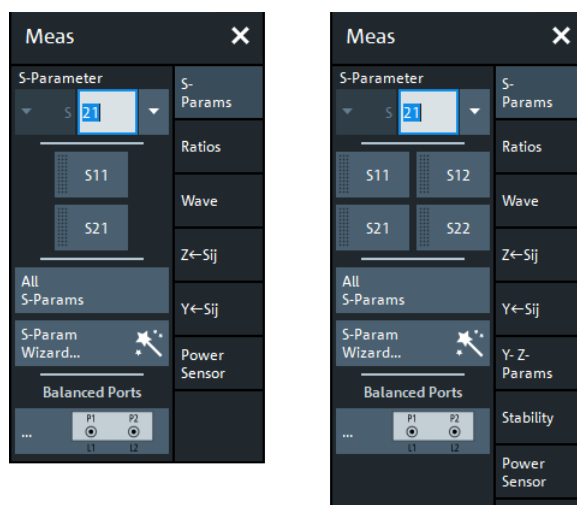 Meas
S-Parameter
S 21
S11
S21
All
S-Params
S-Param
Wizard...
Balanced Ports
...
P1 P2
L1 L2
S-
Params
Ratios
Wave
Z←Sij
Y←Sij
Power
Sensor
Meas
S-Parameter
S 21
S11 S12
S21 S22
All
S-Params
S-Param
Wizard...
Balanced Ports
...
P1 P2
L1 L2
S-
Params
Ratios
Wave
Z←Sij
Y←Sij
Y- Z-
Params
Stability
Power
Sensor